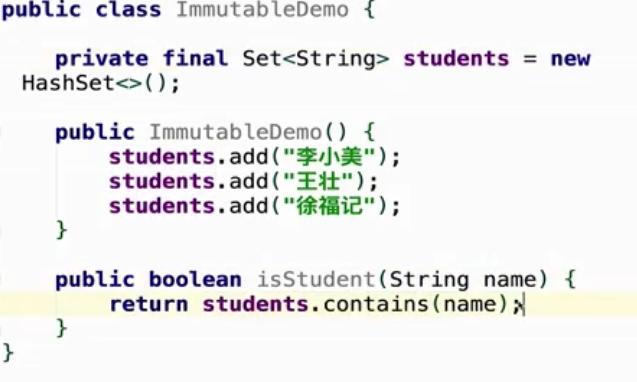 public class ImmutableDemo {
private final Set<String> students = new
HashSet<>();
public ImmutableDemo() {
students.add("李小美");
students.add("王壮");
students.add("徐福记");
}
public boolean isStudent(String name) {
return students.contains(name);
}
}